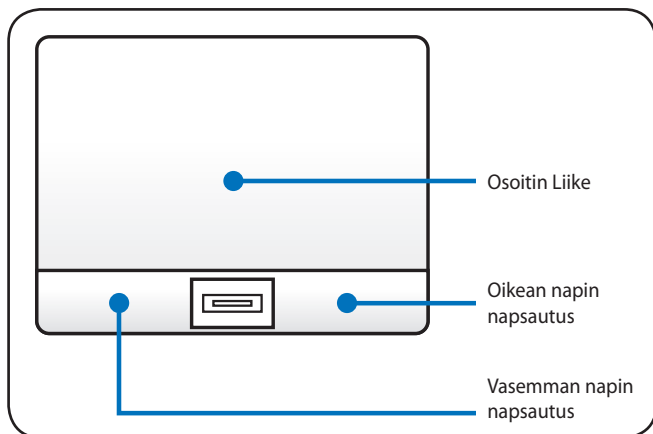 Osoitin Liike
Oikean napin
napsautus
Vasemman napin
napsautus